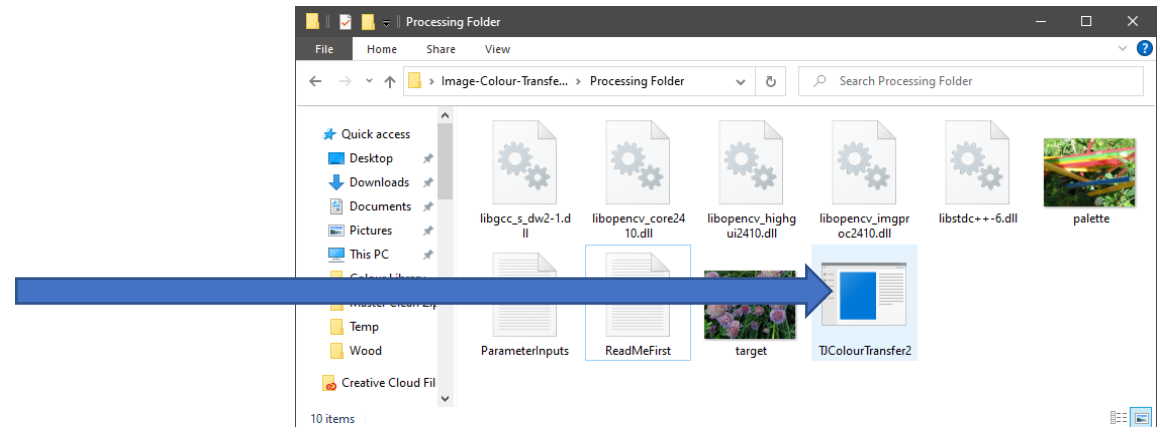 Processing Folder
File Home Share View
Image-Colour-Transfe... > Processing Folder
Search Processing Folder
Quick access
Desktop
Downloads
Documents
Pictures
This PC
Temp
Wood
Creative Cloud Fil
libgcc_s_dw2-1.d
ll
libopencv_core24
10.dll
libopencv_highg
ui2410.dll
libopencv_imgpr
oc2410.dll
libstdc++-6.dll
palette
ParameterInputs
ReadMeFirst
target
TJColourTransfer2
10 items